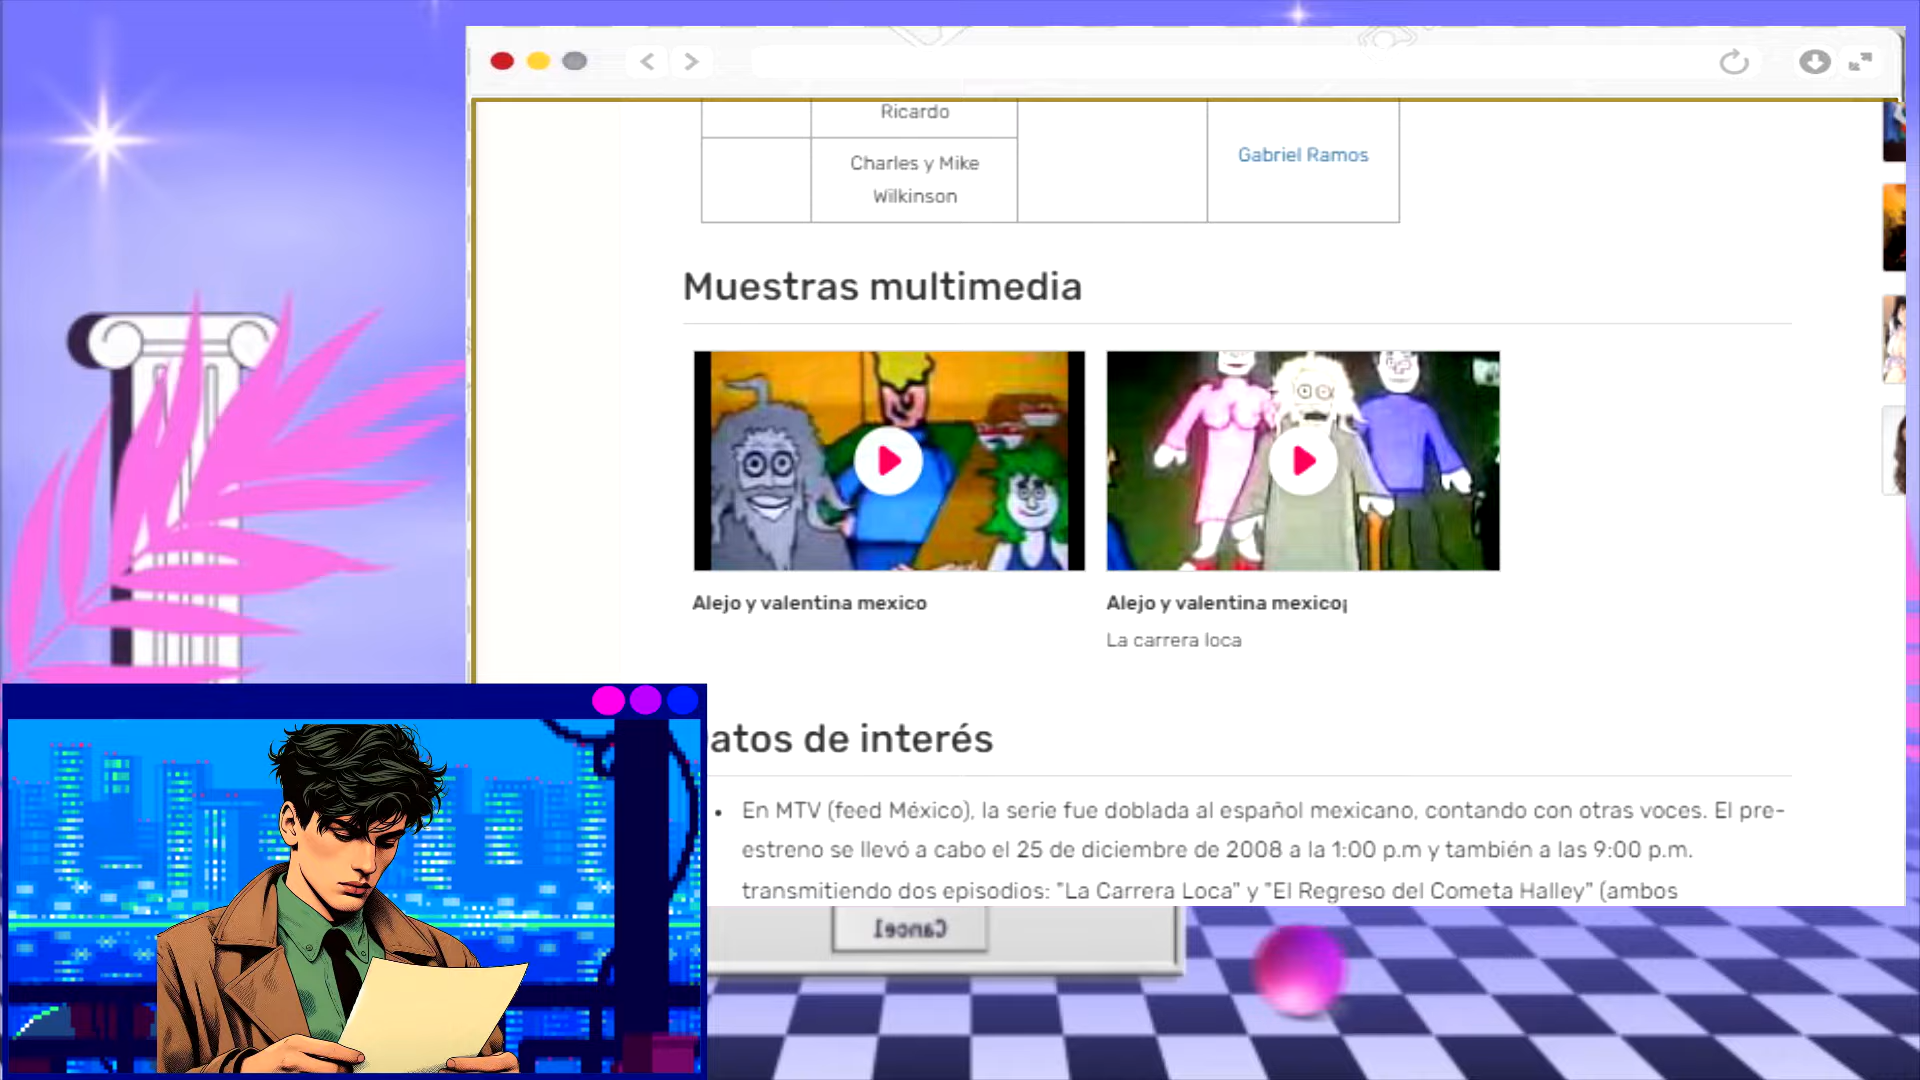 Ricardo
Charles y Mike
Wilkinson
Gabriel Ramos
Muestras multimedia
Alejo y valentina mexico
Alejo y valentina mexico¡
La carrera loca
atos de interés
En MTV (feed México), la serie fue doblada al español mexicano, contando con otras voces. El pre-
estreno se llevó a cabo el 25 de diciembre de 2008 a la 1:00 p.m y también a las 9:00 p.m.
transmitiendo dos episodios: "La Carrera Loca" y "El Regreso del Cometa Halley" (ambos
Cancel